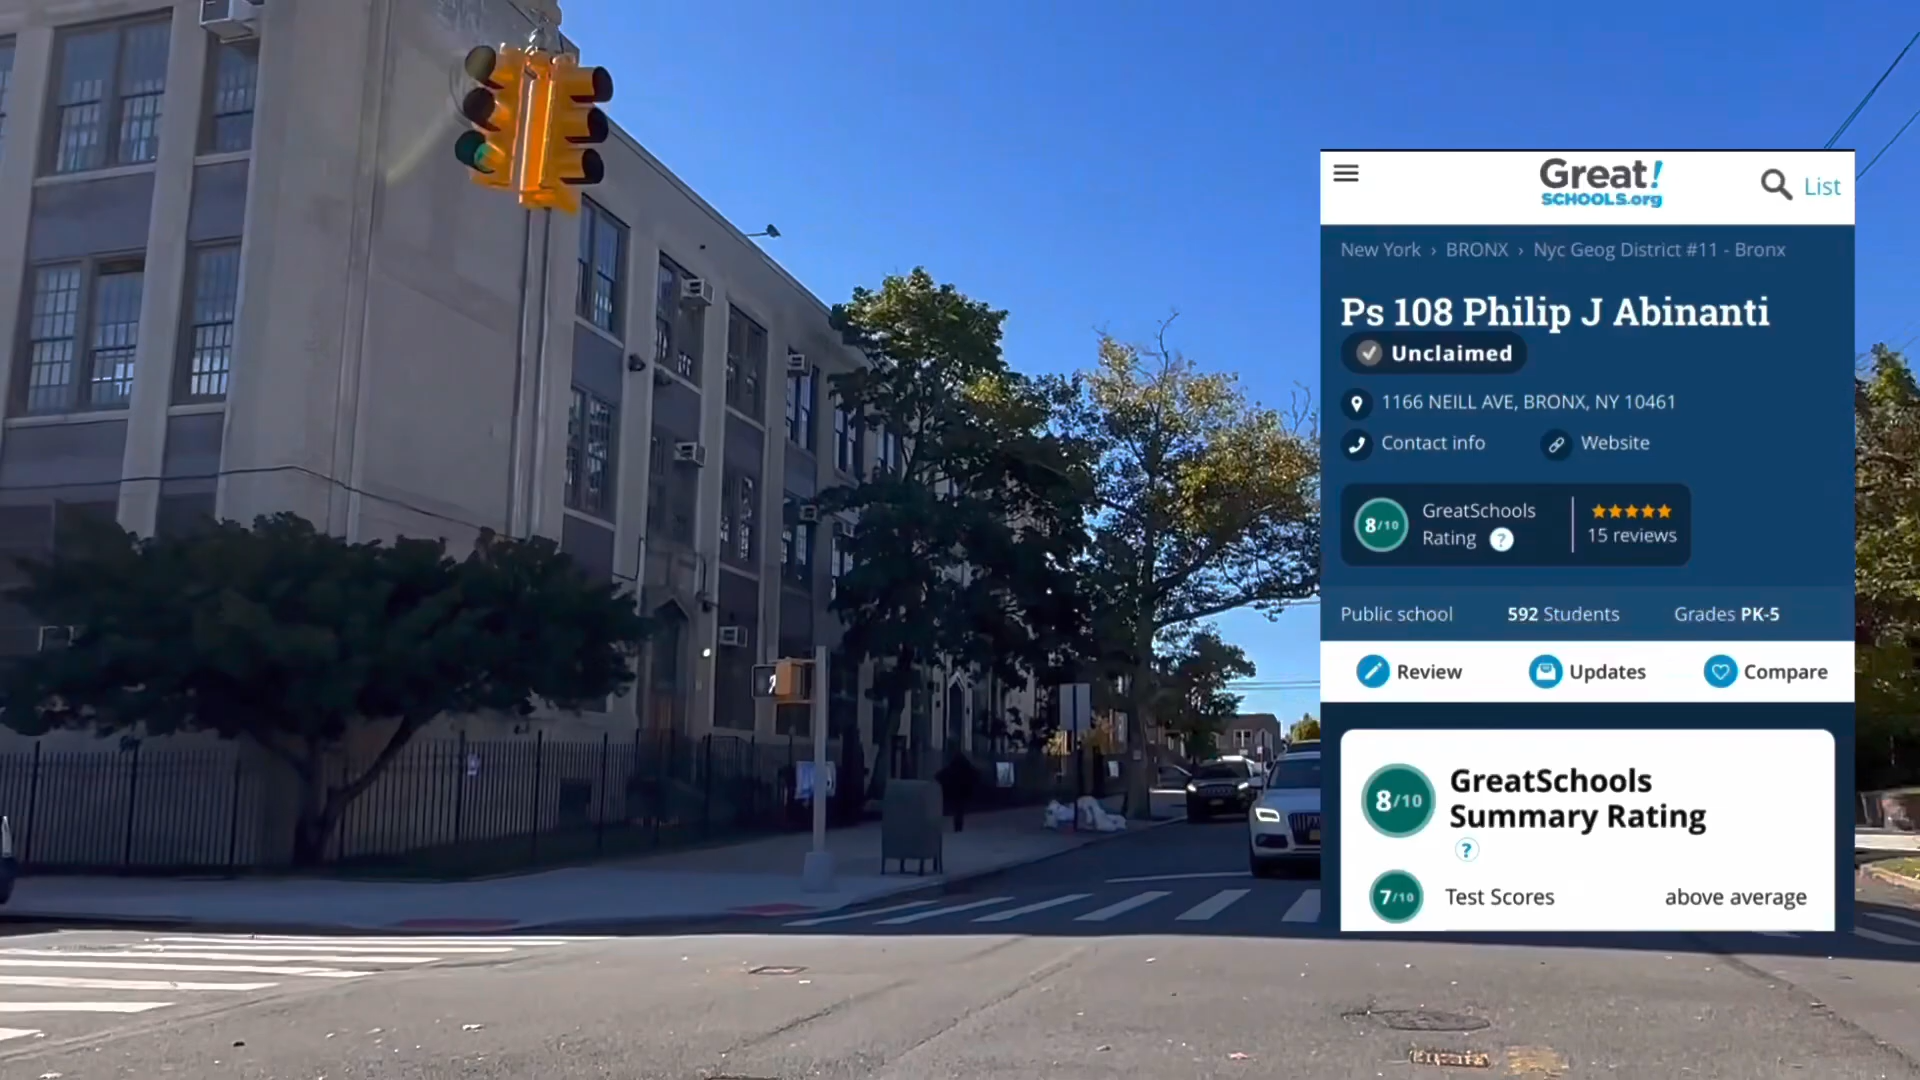 Great!
SCHOOLS.org
List
New York › BRONX › Nyc Geog District #11 - Bronx
Ps 108 Philip J Abinanti
Unclaimed
1166 NEILL AVE, BRONX, NY 10461
Contact info Website
8/10 GreatSchools Rating ?
15 reviews
Public school 592 Students Grades PK-5
Review Updates Compare
8/10 GreatSchools
Summary Rating
?
7/10 Test Scores above average